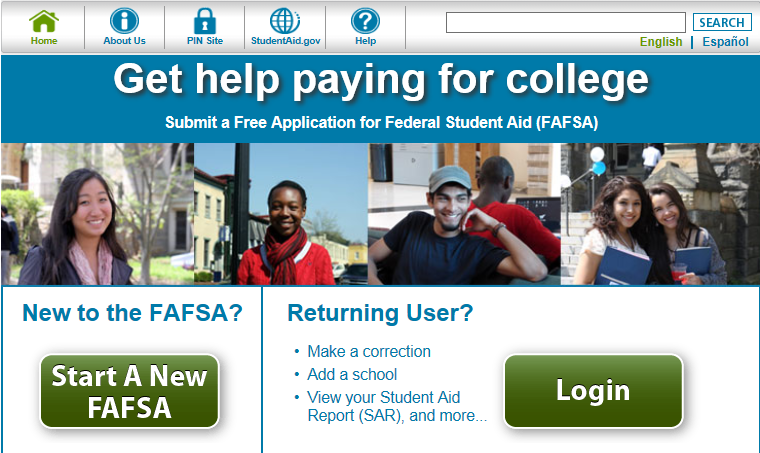 Home
About Us
PIN Site
StudentAid.gov
Help
SEARCH
English | Español
Get help paying for college
Submit a Free Application for Federal Student Aid (FAFSA)
New to the FAFSA?
Start A New
FAFSA
Returning User?
• Make a correction
• Add a school
• View your Student Aid
Report (SAR), and more...
Login